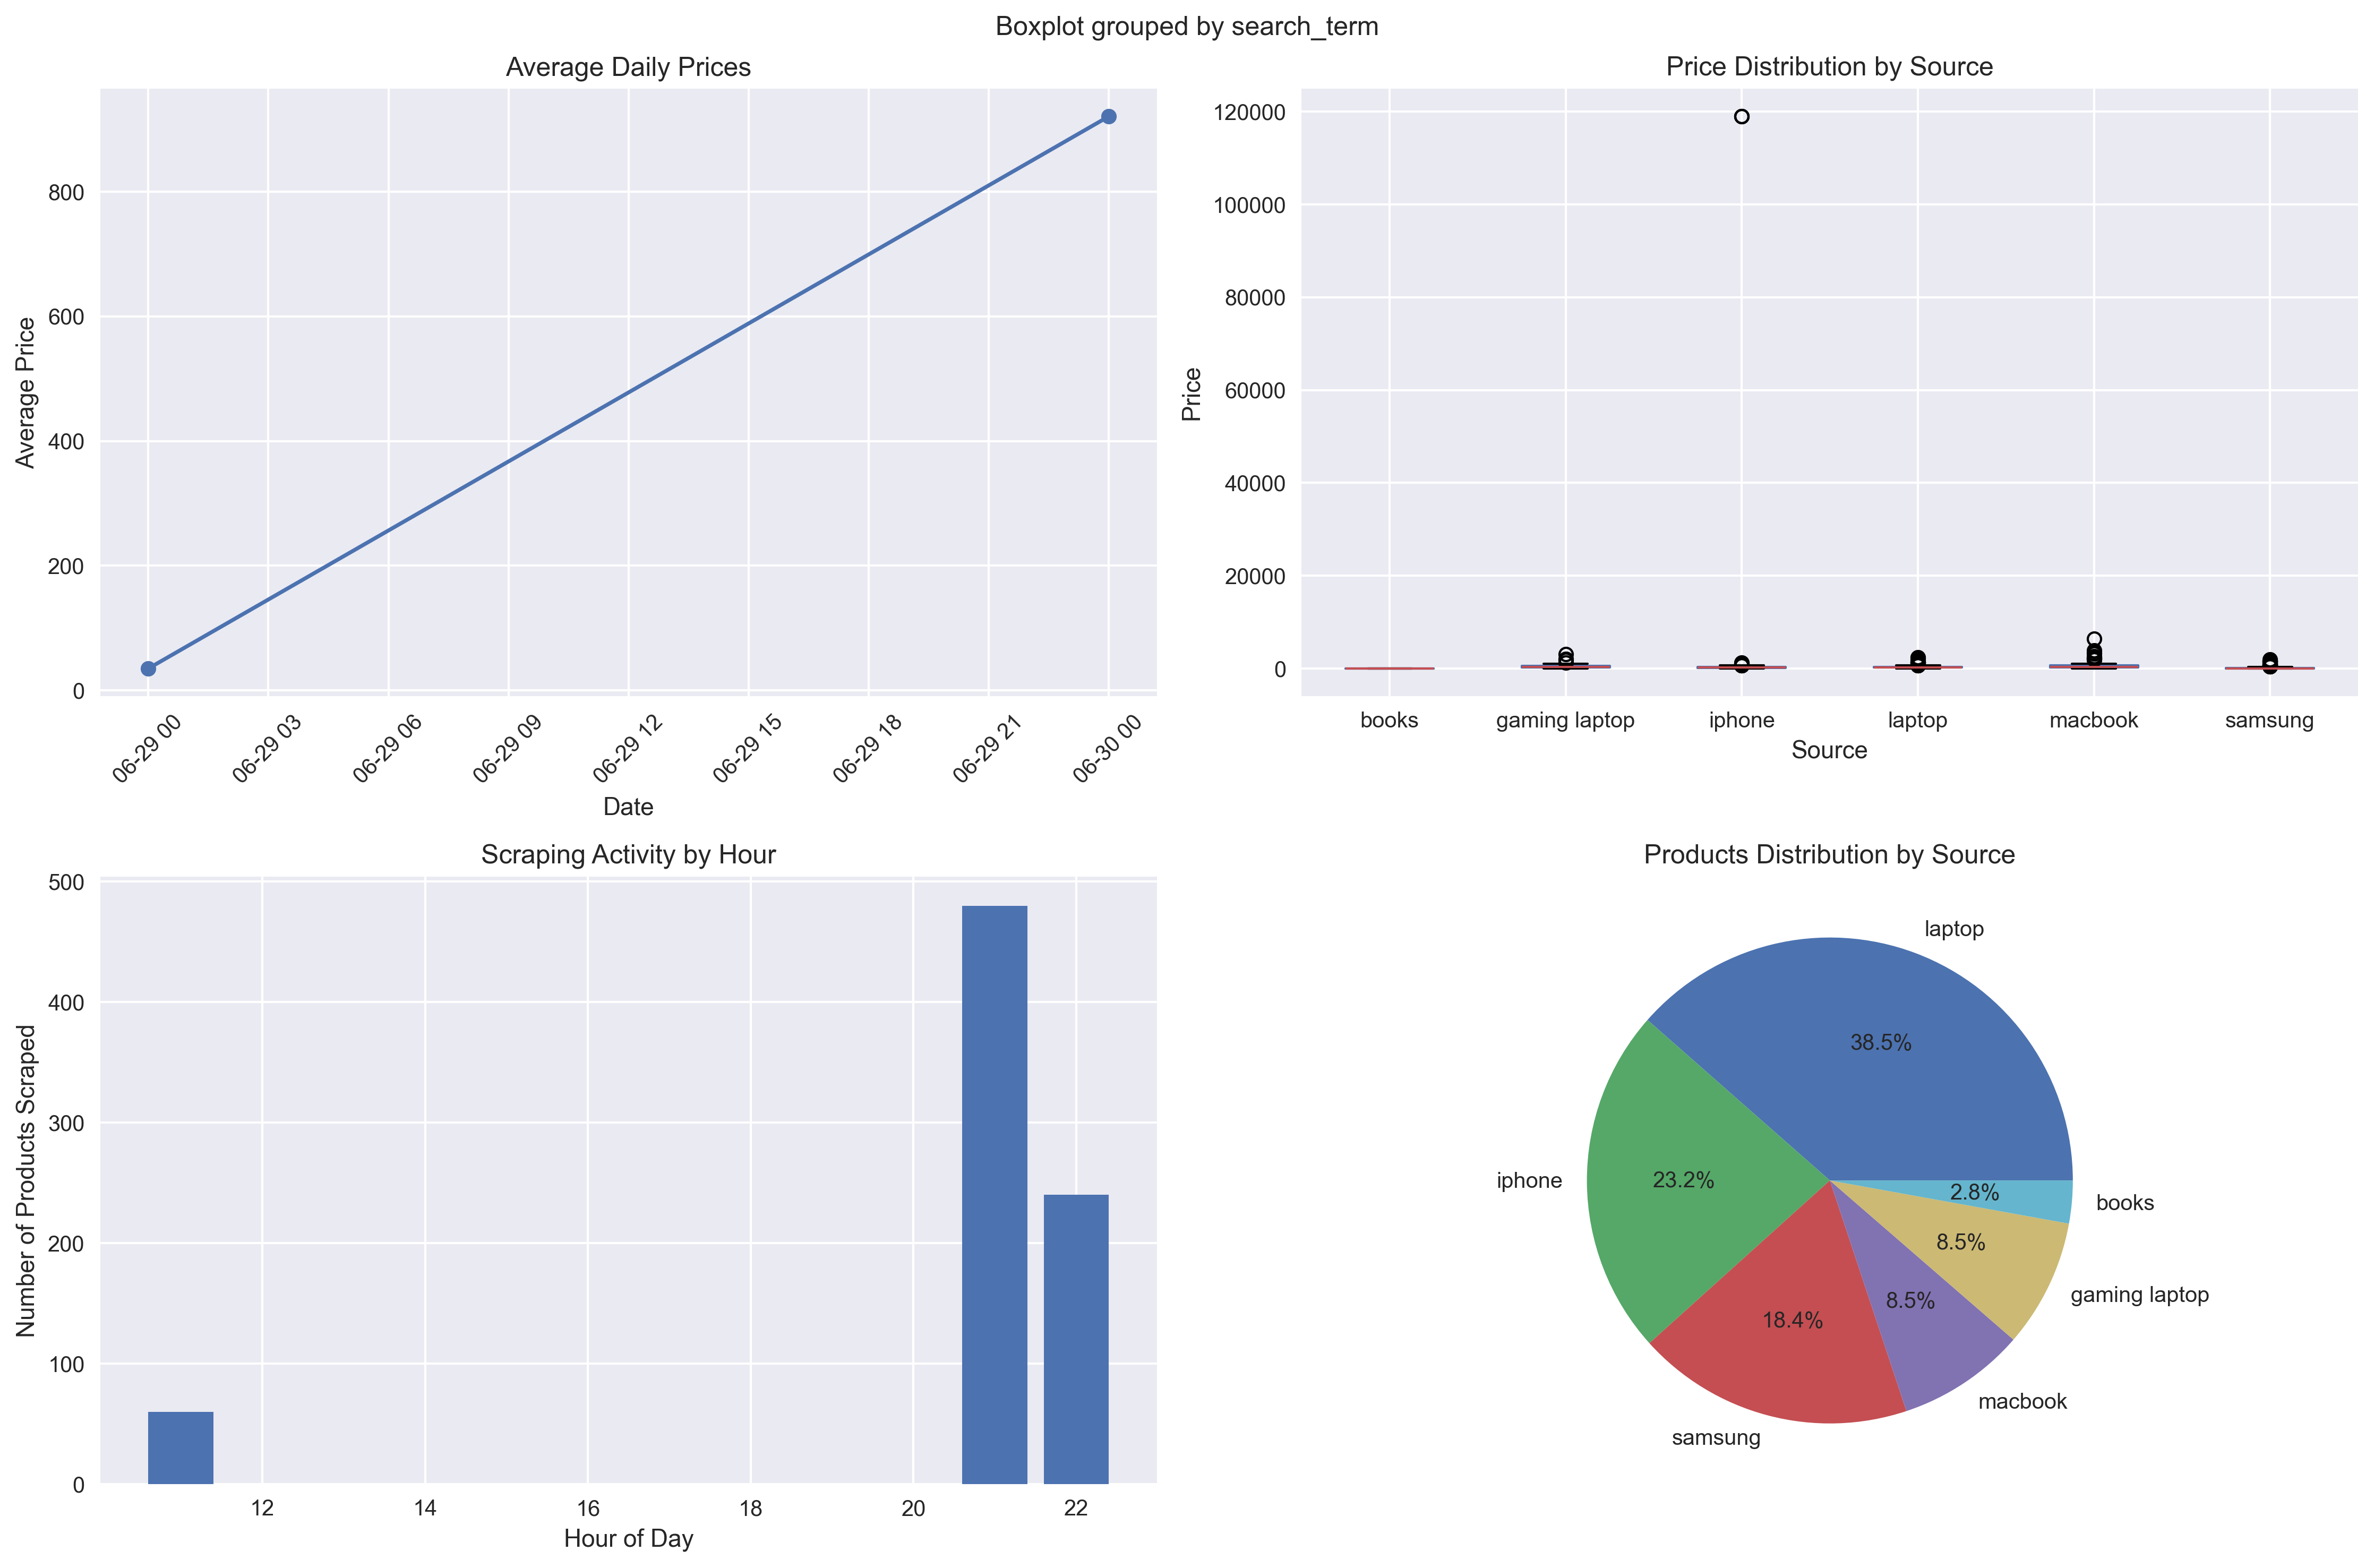 Boxplot grouped by search_term
Average Daily Prices
Average Price
800
600
400
200
0
06-29 00
06-29 03
06-29 06
06-29 09
06-29 12
06-29 15
06-29 18
06-29 21
06-30 00
Date
Price Distribution by Source
Price
120000
100000
80000
60000
40000
20000
0
books
gaming laptop
iphone
laptop
macbook
samsung
Source
Scraping Activity by Hour
Number of Products Scraped
500
400
300
200
100
0
12
14
16
18
20
22
Hour of Day
Products Distribution by Source
laptop
38.5%
iphone
23.2%
samsung
18.4%
macbook
8.5%
gaming laptop
8.5%
books
2.8%